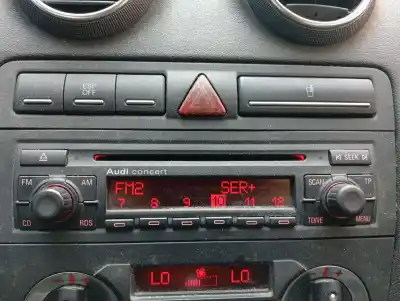 ESP OFF
Audi concert
SEEK
FM AM
CD RDS
FM2 SER+
7 8 9 10 11 12
SCAN TP
TONE MENU
LO LO